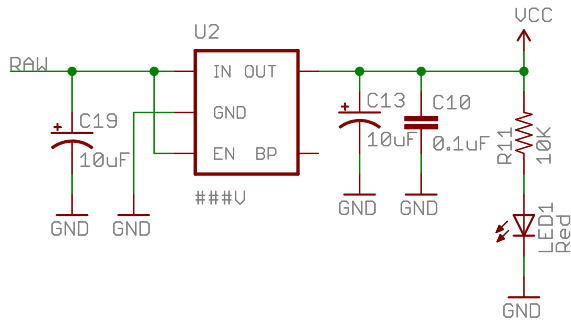 VCC
U2
RAW
IN OUT
GND
EN BP
###V
+
C19
10uF
+
C13
10uF
C10
0.1uF
R11
10K
LED1
Red
GND
GND
GND
GND
GND